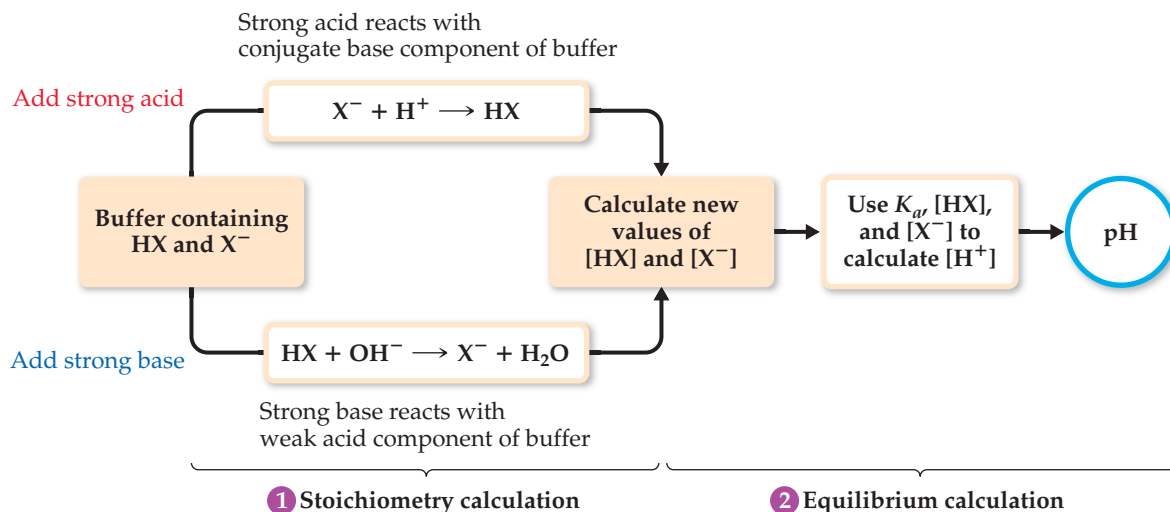 Strong acid reacts with
conjugate base component of buffer
Add strong acid
X⁻ + H⁺ ⟶ HX
Buffer containing
HX and X⁻
Calculate new
values of
[HX] and [X⁻]
Use Kₐ, [HX],
and [X⁻] to
calculate [H⁺]
pH
Add strong base
HX + OH⁻ ⟶ X⁻ + H₂O
Strong base reacts with
weak acid component of buffer
1 Stoichiometry calculation
2 Equilibrium calculation